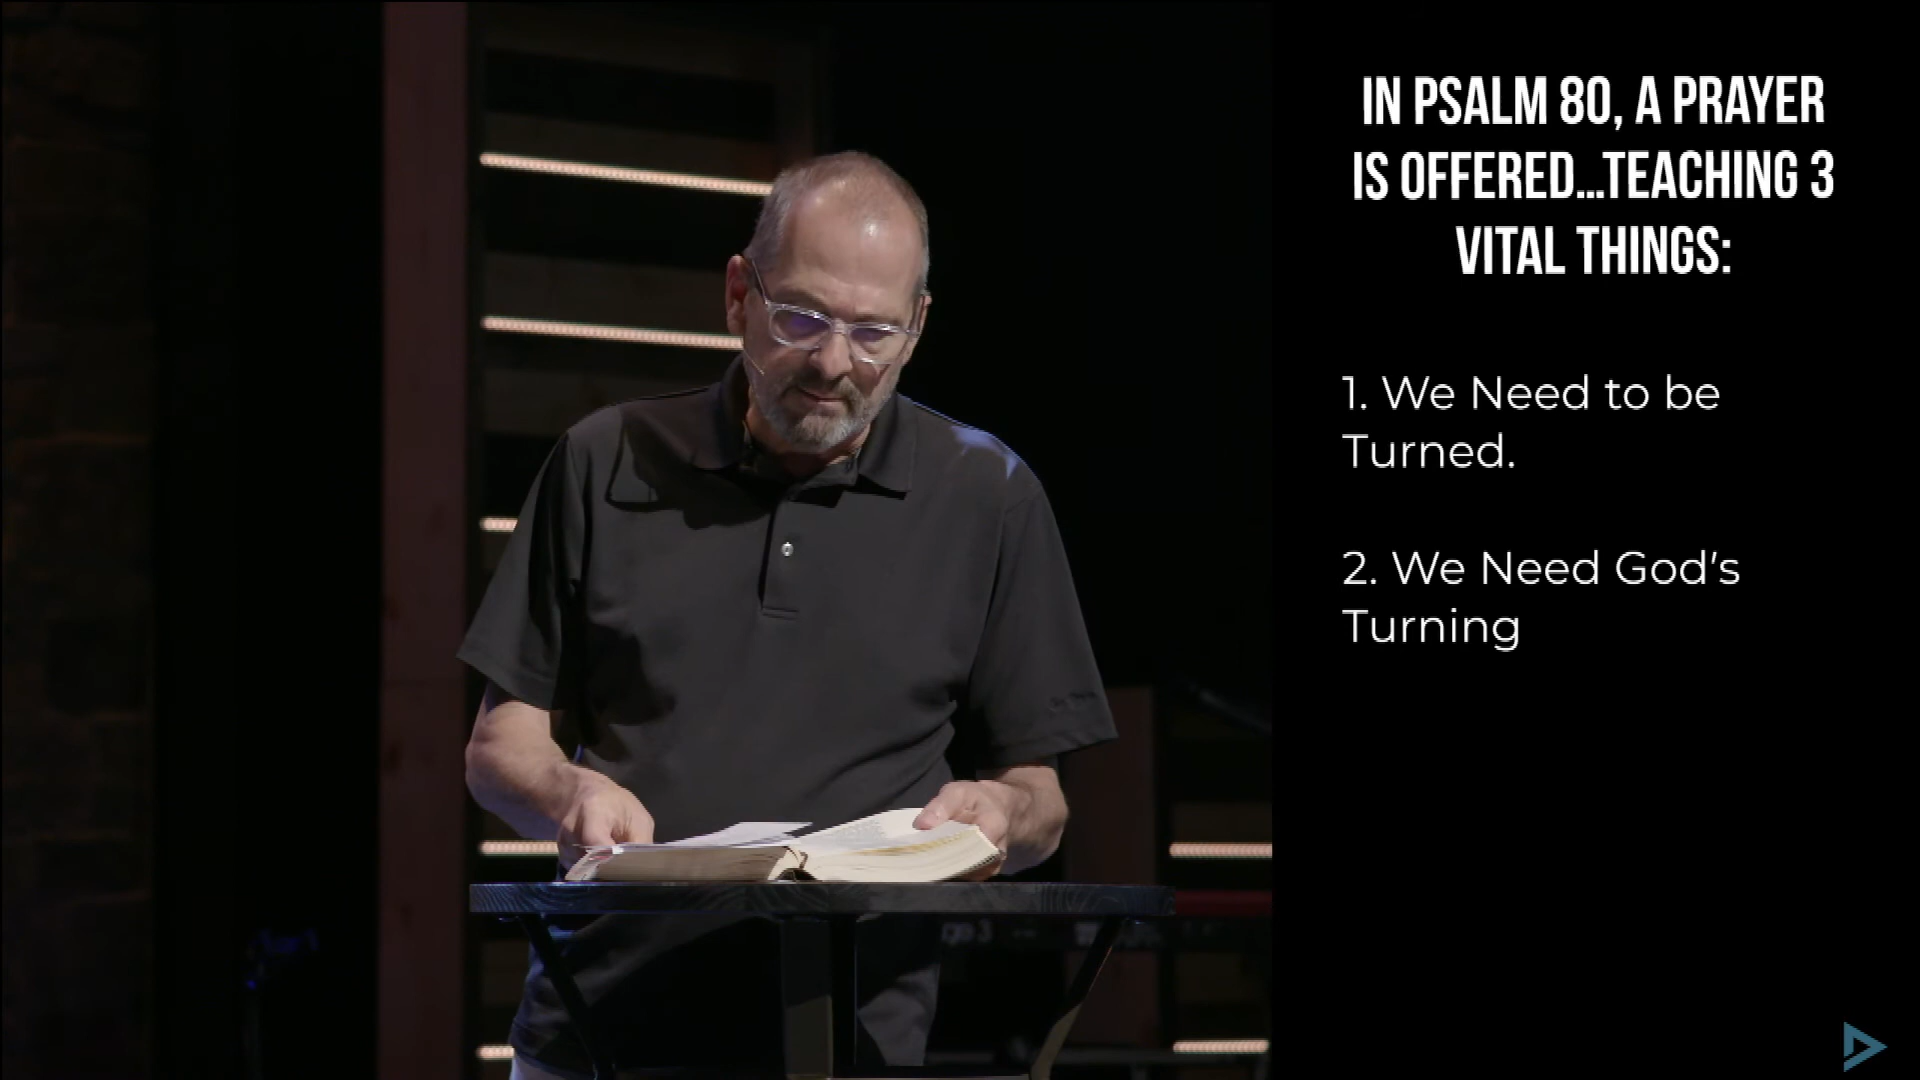 IN PSALM 80, A PRAYER
IS OFFERED...TEACHING 3
VITAL THINGS:
1. We Need to be
Turned.
2. We Need God's
Turning